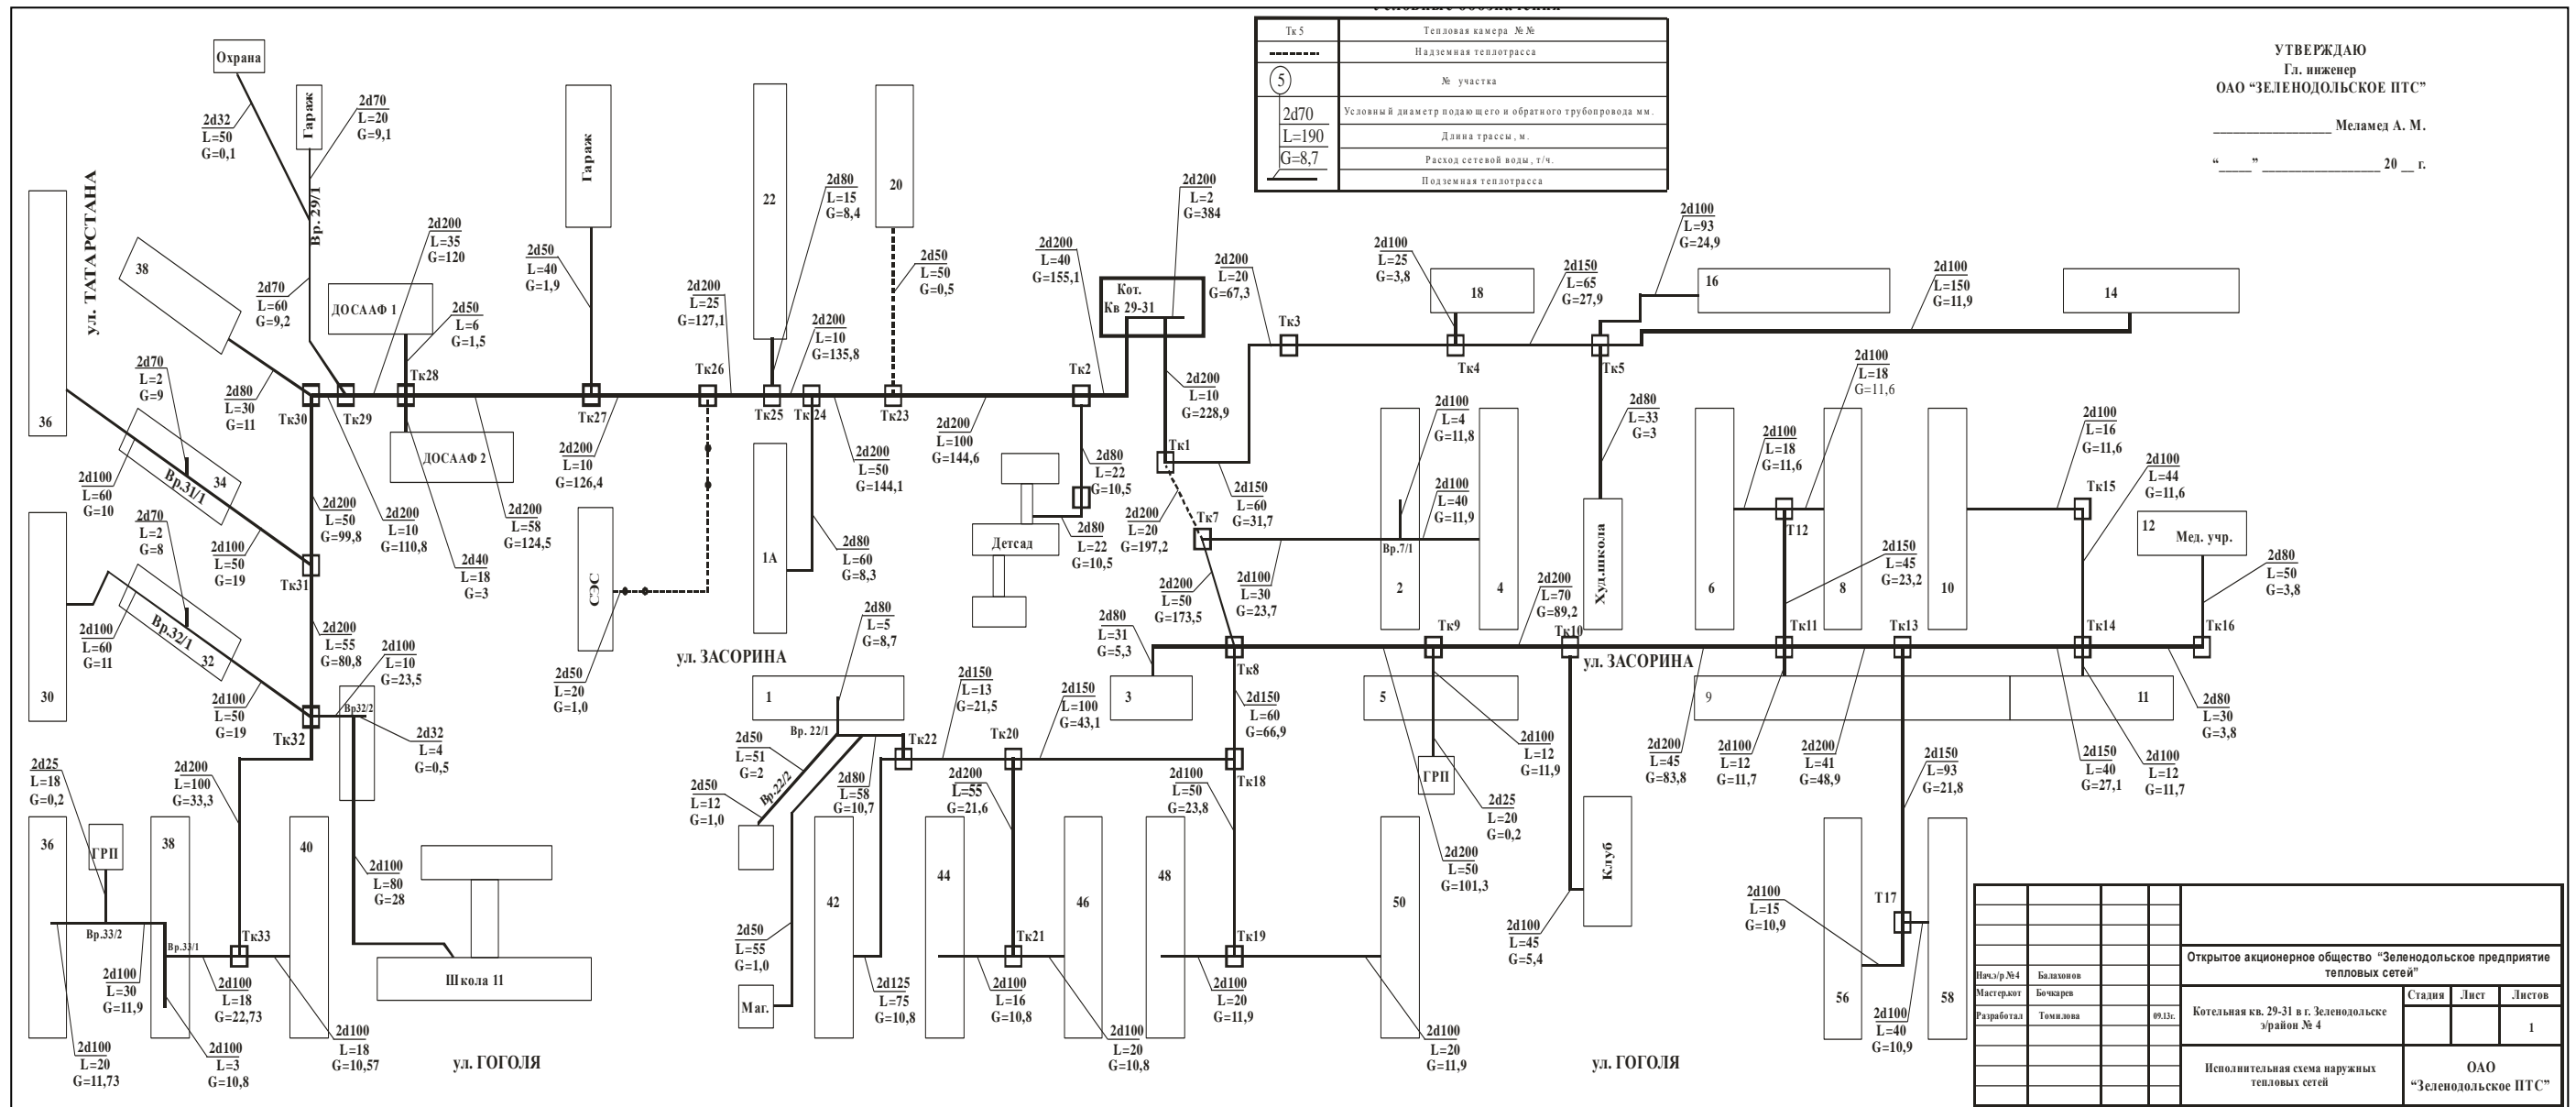 Условные обозначения
Тк 5
Тепловая камера №№
Надземная теплотрасса
5
№ участка
2d70
L=190
G=8,7
Условный диаметр подающего и обратного трубопровода мм.
Длина трассы, м.
Расход сетевой воды, т/ч.
Подземная теплотрасса
УТВЕРЖДАЮ
Гл. инженер
ОАО “ЗЕЛЕНОДОЛЬСКОЕ ПТС”
_________________ Меламед А. М.
“_____” _________________ 20 __ г.
Охрана
2d32
L=50
G=0,1
Гараж
2d70
L=20
G=9,1
Вр. 29/1
ул. ТАТАРСТАНА
36
38
2d70
L=60
G=9,2
2d200
L=35
G=120
ДОСААФ 1
2d50
L=6
G=1,5
Гараж
2d50
L=40
G=1,9
22
2d80
L=15
G=8,4
20
2d50
L=50
G=0,5
2d200
L=25
G=127,1
2d200
L=10
G=135,8
2d200
L=40
G=155,1
2d200
L=2
G=384
Кот.
Кв 29-31
2d200
L=20
G=67,3
2d100
L=25
G=3,8
18
2d150
L=65
G=27,9
2d100
L=93
G=24,9
16
2d100
L=150
G=11,9
14
Тк3
Тк4
Тк5
Тк30
Тк29
Тк28
Тк27
Тк26
Тк25
Тк24
Тк23
Тк2
2d80
L=30
G=11
2d70
L=2
G=9
34
Вр.31/1
2d100
L=60
G=10
2d100
L=50
G=19
Тк31
2d200
L=50
G=99,8
2d200
L=10
G=110,8
ДОСААФ 2
2d40
L=18
G=3
2d200
L=58
G=124,5
2d200
L=10
G=126,4
СЭС
2d50
L=20
G=1,0
1А
2d80
L=60
G=8,3
2d200
L=50
G=144,1
2d200
L=100
G=144,6
2d80
L=22
G=10,5
2d80
L=22
G=10,5
Детсад
2d200
L=10
G=228,9
Тк1
2d150
L=60
G=31,7
2d200
L=20
G=197,2
Тк7
2d200
L=50
G=173,5
2d100
L=30
G=23,7
2d100
L=4
G=11,8
2d100
L=40
G=11,9
Вр.7/1
2
4
2d80
L=33
G=3
Худ.школа
2d200
L=70
G=89,2
2d100
L=18
G=11,6
2d100
L=18
G=11,6
Т12
6
8
10
2d150
L=45
G=23,2
2d100
L=16
G=11,6
Тк15
2d100
L=44
G=11,6
12
Мед. учр.
2d80
L=50
G=3,8
30
2d70
L=2
G=8
Вр.32/1
32
2d100
L=60
G=11
2d100
L=50
G=19
2d200
L=55
G=80,8
2d100
L=10
G=23,5
Вр32/2
Тк32
2d32
L=4
G=0,5
ул. ЗАСОРИНА
2d80
L=5
G=8,7
1
Вр. 22/1
2d50
L=51
G=2
Вр.22/2
2d50
L=12
G=1,0
2d80
L=58
G=10,7
Тк22
2d150
L=13
G=21,5
Тк20
2d150
L=100
G=43,1
2d80
L=31
G=5,3
3
Тк8
2d150
L=60
G=66,9
Тк18
Тк9
5
2d100
L=12
G=11,9
ГРП
2d25
L=20
G=0,2
2d200
L=50
G=101,3
Тк10
ул. ЗАСОРИНА
Тк11
Тк13
Тк14
Тк16
9
11
2d200
L=45
G=83,8
2d100
L=12
G=11,7
2d200
L=41
G=48,9
2d150
L=93
G=21,8
2d150
L=40
G=27,1
2d100
L=12
G=11,7
2d80
L=30
G=3,8
2d25
L=18
G=0,2
2d200
L=100
G=33,3
36
ГРП
38
40
Вр.33/2
Вр.33/1
Тк33
2d100
L=80
G=28
Школа 11
2d100
L=30
G=11,9
2d100
L=18
G=22,73
2d100
L=20
G=11,73
2d100
L=3
G=10,8
2d100
L=18
G=10,57
ул. ГОГОЛЯ
2d50
L=55
G=1,0
Маг.
42
2d125
L=75
G=10,8
2d200
L=55
G=21,6
44
46
Тк21
2d100
L=16
G=10,8
2d100
L=20
G=10,8
2d100
L=50
G=23,8
48
50
Тк19
2d100
L=20
G=11,9
2d100
L=20
G=11,9
Клуб
2d100
L=45
G=5,4
ул. ГОГОЛЯ
2d100
L=15
G=10,9
Т17
56
58
2d100
L=40
G=10,9
Нач.э/р №4 Балахонов
Мастер.кот Бочкарев
Разработал Томилова 09.13г.
Открытое акционерное общество “Зеленодольское предприятие
тепловых сетей”
Котельная кв. 29-31 в г. Зеленодольске
э/район № 4
Стадия Лист Листов
1
Исполнительная схема наружных
тепловых сетей
ОАО
“Зеленодольское ПТС”